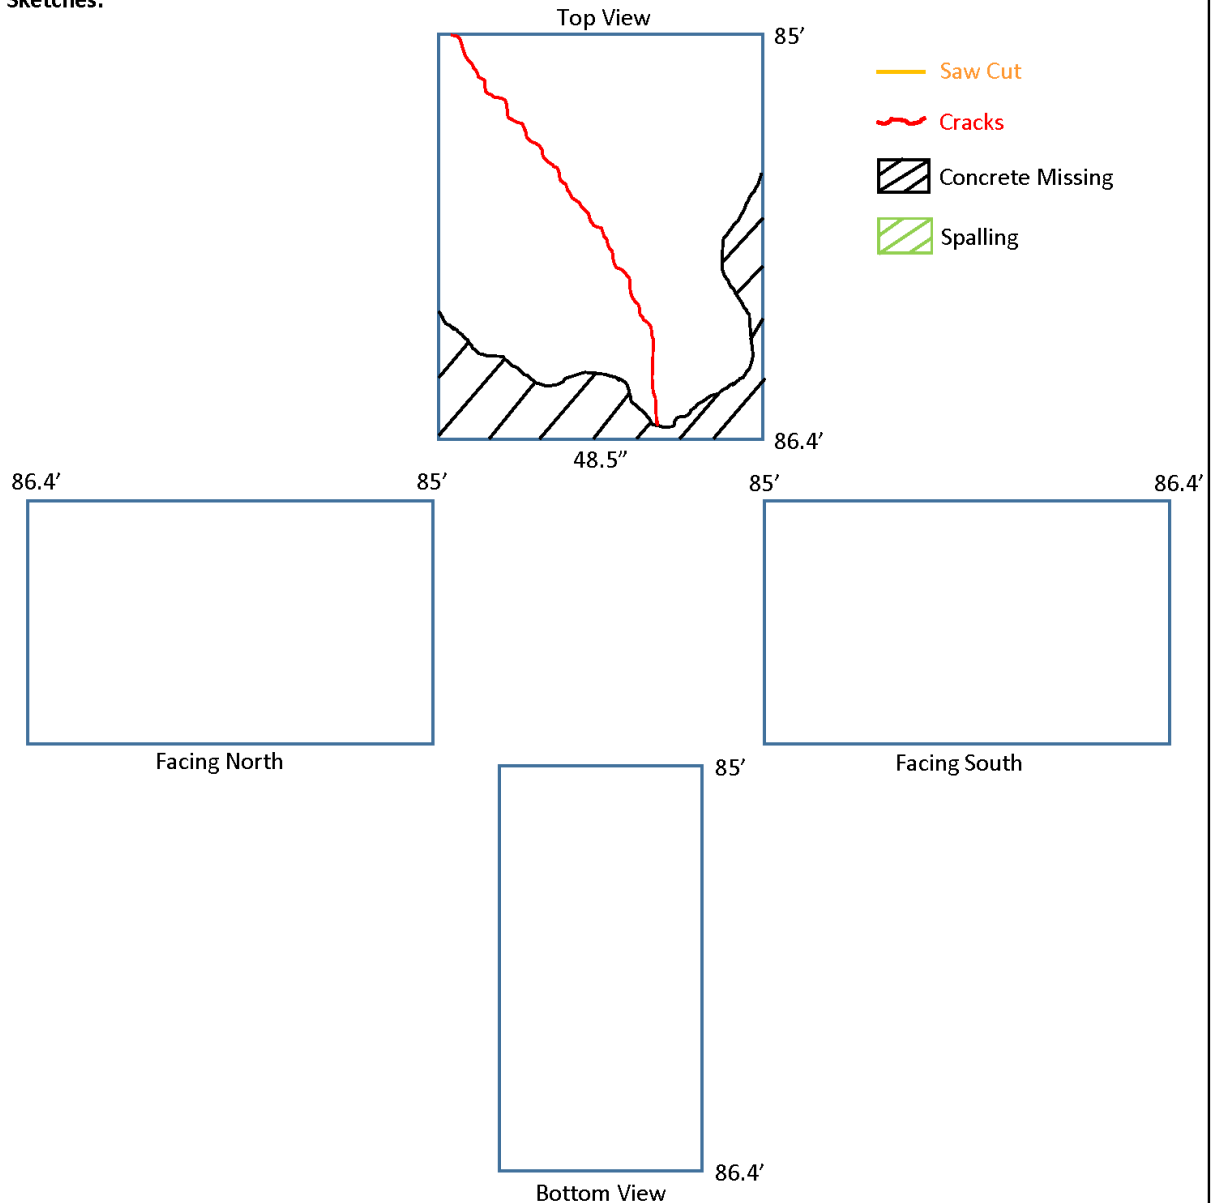 Sketches:
Top View
85’
Saw Cut
Cracks
Concrete Missing
Spalling
86.4’
48.5”
86.4’
85’
85’
86.4’
Facing North
Facing South
85’
86.4’
Bottom View